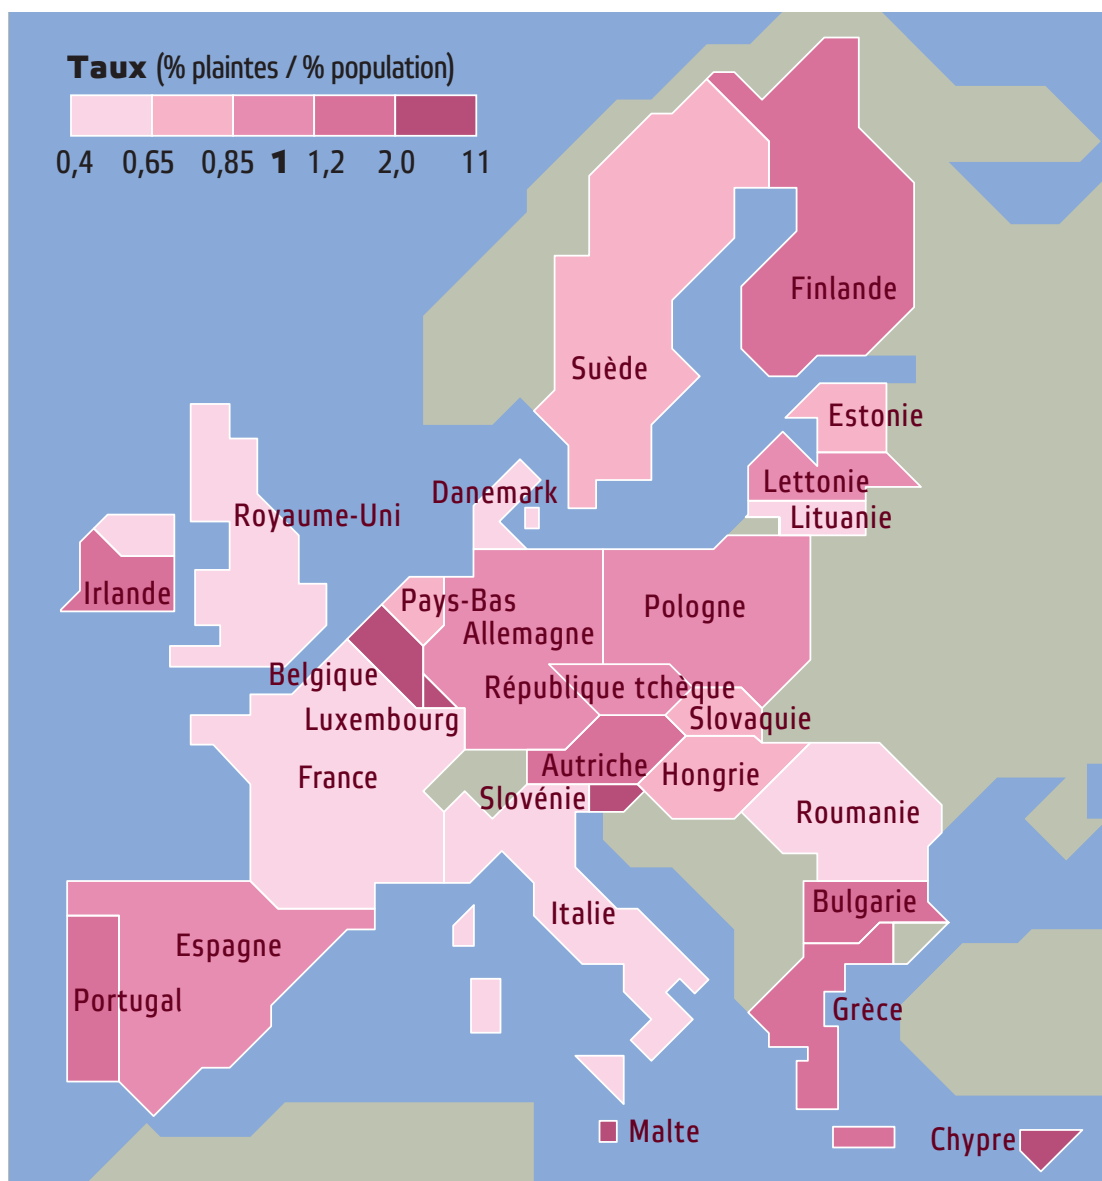 Taux (% plaintes / % population)
0,4 0,65 0,85 1 1,2 2,0 11
Finlande
Suède
Estonie
Lettonie
Lituanie
Danemark
Royaume-Uni
Irlande
Pays-Bas
Allemagne
Pologne
Belgique
Luxembourg
République tchèque
Slovaquie
France
Autriche
Hongrie
Slovénie
Roumanie
Bulgarie
Italie
Espagne
Portugal
Grèce
Malte
Chypre